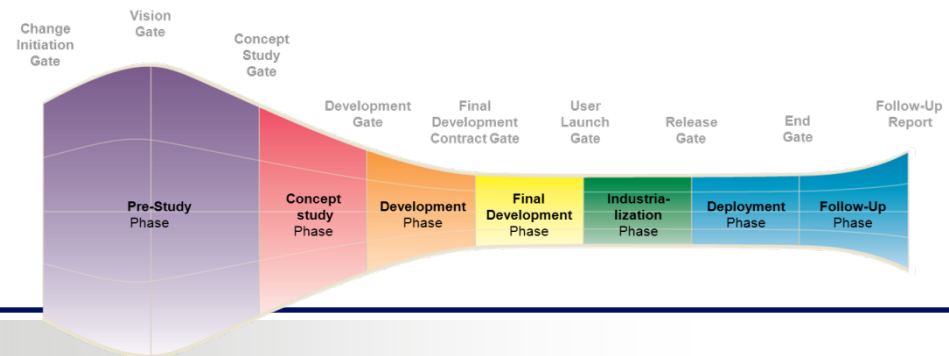 Change
Initiation
Gate
Vision
Gate
Concept
Study
Gate
Development
Gate
Final
Development
Contract Gate
User
Launch
Gate
Release
Gate
End
Gate
Follow-Up
Report
Pre-Study
Phase
Concept
study
Phase
Development
Phase
Final
Development
Phase
Industria-
lization
Phase
Deployment
Phase
Follow-Up
Phase